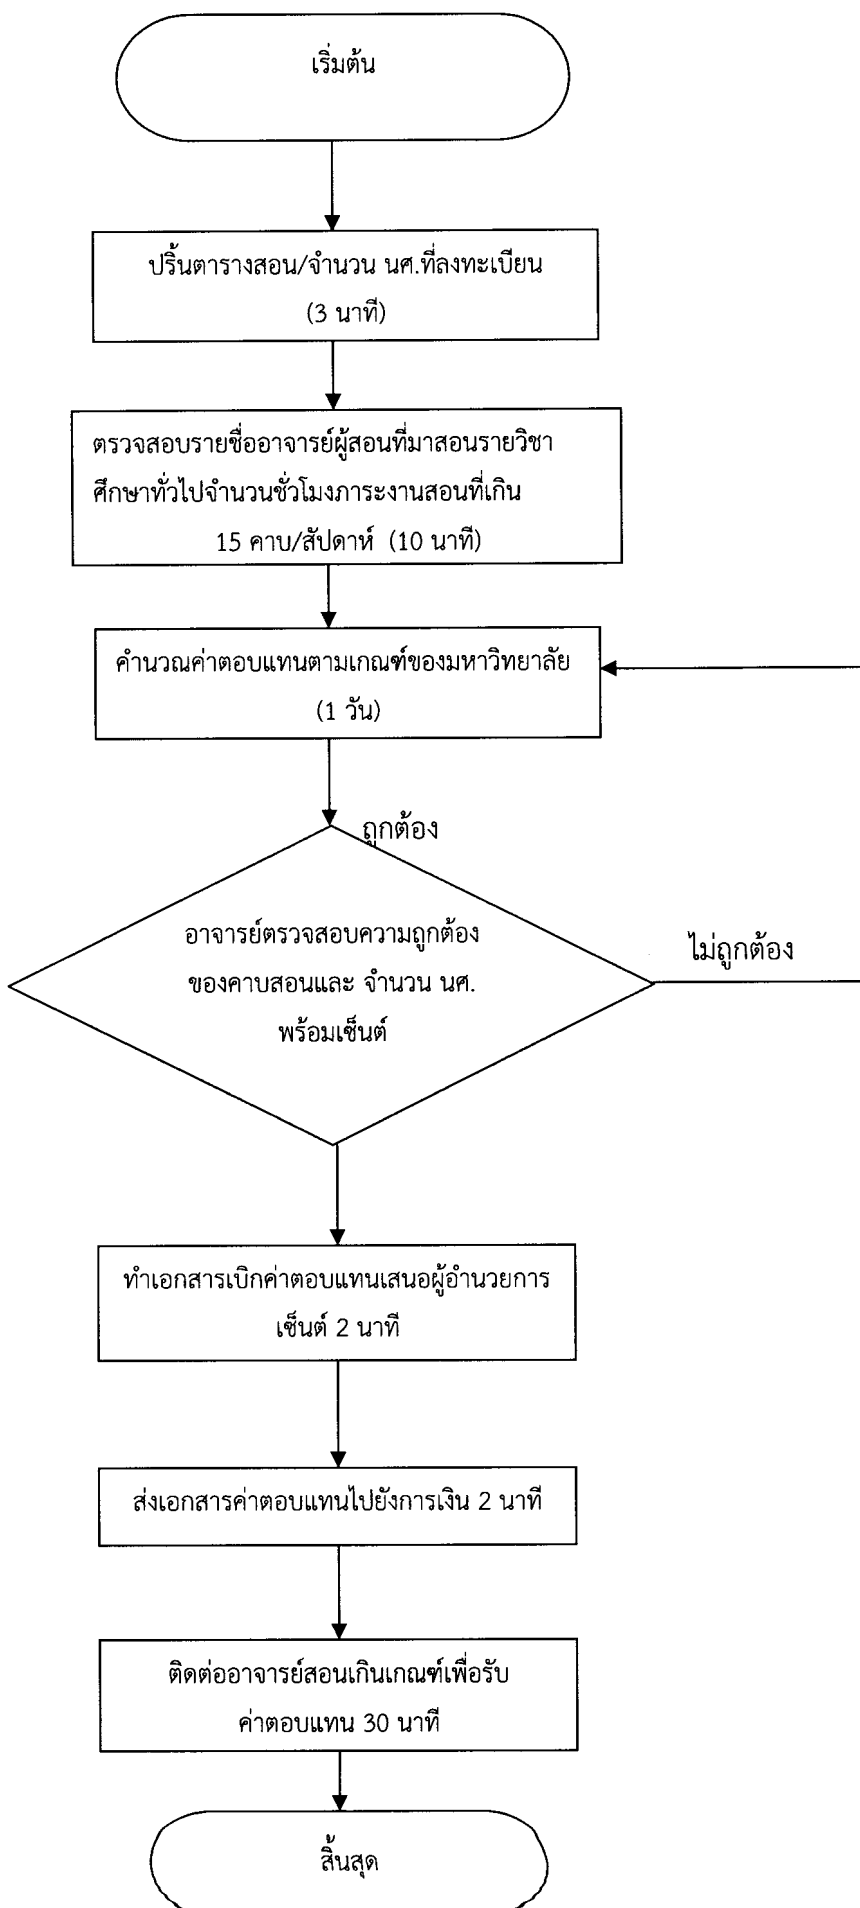 เริ่มต้น
ปริ้นตารางสอน/จำนวน นศ.ที่ลงทะเบียน
(3 นาที)
ตรวจสอบรายชื่ออาจารย์ผู้สอนที่มาสอนรายวิชา
ศึกษาทั่วไปจำนวนชั่วโมงภาระงานสอนที่เกิน
15 คาบ/สัปดาห์ (10 นาที)
คำนวณค่าตอบแทนตามเกณฑ์ของมหาวิทยาลัย
(1 วัน)
ถูกต้อง
อาจารย์ตรวจสอบความถูกต้อง
ของคาบสอนและ จำนวน นศ.
พร้อมเซ็นต์
ไม่ถูกต้อง
ทำเอกสารเบิกค่าตอบแทนเสนอผู้อำนวยการ
เซ็นต์ 2 นาที
ส่งเอกสารค่าตอบแทนไปยังการเงิน 2 นาที
ติดต่ออาจารย์สอนเกินเกณฑ์เพื่อรับ
ค่าตอบแทน 30 นาที
สิ้นสุด